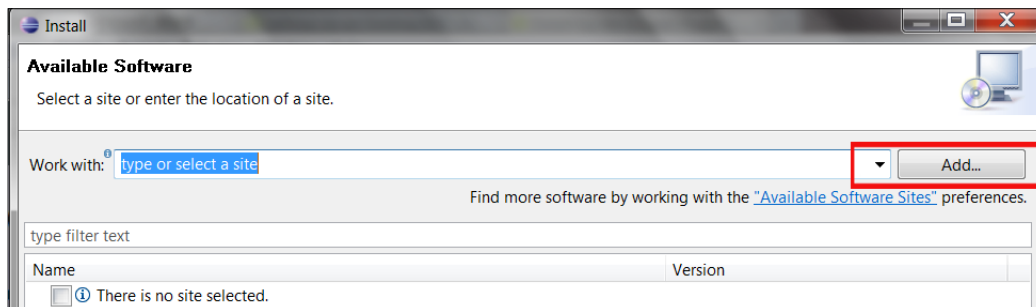 Install
Available Software
Select a site or enter the location of a site.
Work with: type or select a site Add...
Find more software by working with the "Available Software Sites" preferences.
type filter text
Name Version
There is no site selected.